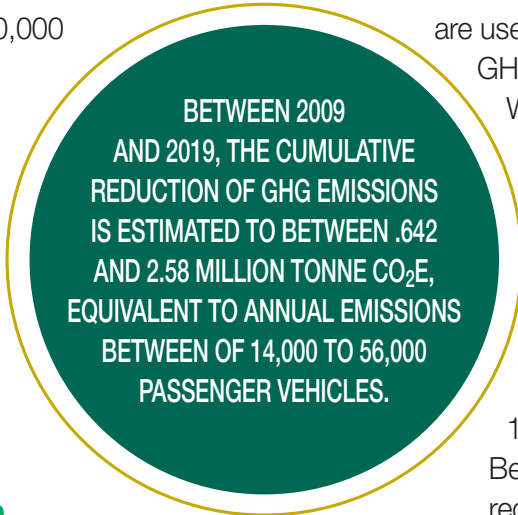 0,000
are use
GH
W
BETWEEN 2009
AND 2019, THE CUMULATIVE
REDUCTION OF GHG EMISSIONS
IS ESTIMATED TO BETWEEN .642
AND 2.58 MILLION TONNE CO₂E,
EQUIVALENT TO ANNUAL EMISSIONS
BETWEEN OF 14,000 TO 56,000
PASSENGER VEHICLES.
1
Be